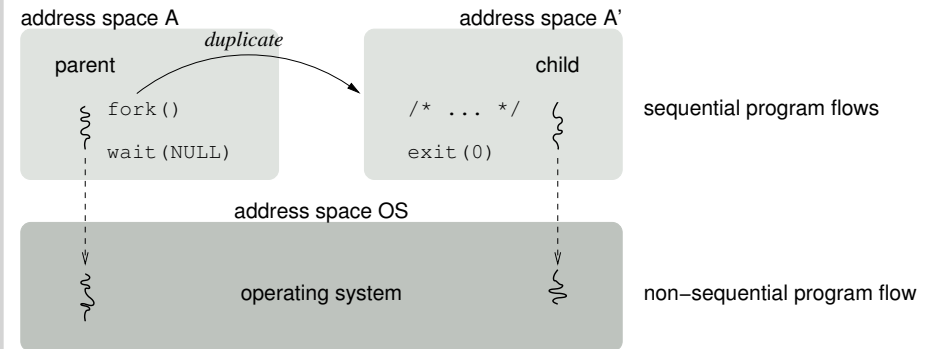 address space A
address space A'
duplicate
parent
child
fork()
/* ... */
sequential program flows
wait(NULL)
exit(0)
address space OS
operating system
non−sequential program flow